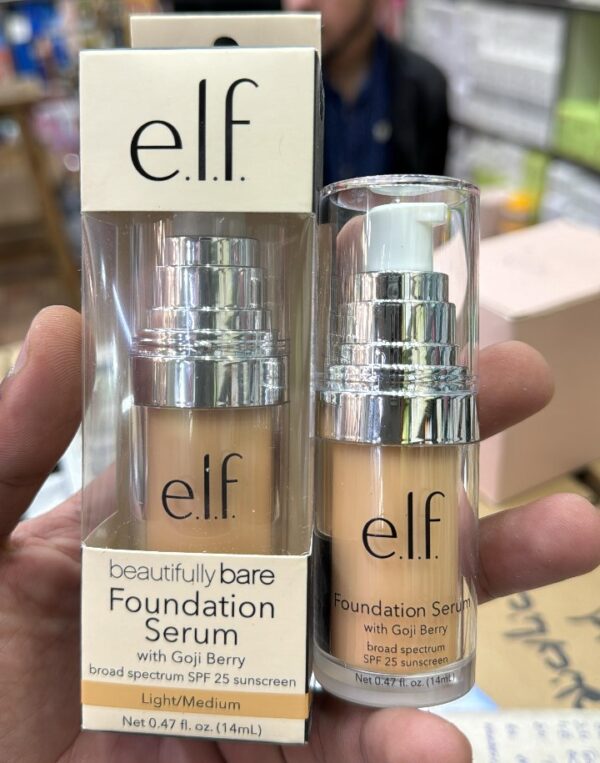 e.l.f.
e.l.f.
beautifully bare
Foundation
Serum
with Goji Berry
broad spectrum SPF 25 sunscreen
Light/Medium
Net 0.47 fl. oz. (14mL)
e.l.f.
Foundation Serum
with Goji Berry
broad spectrum
SPF 25 sunscreen
Net 0.47 fl. oz. (14mL)